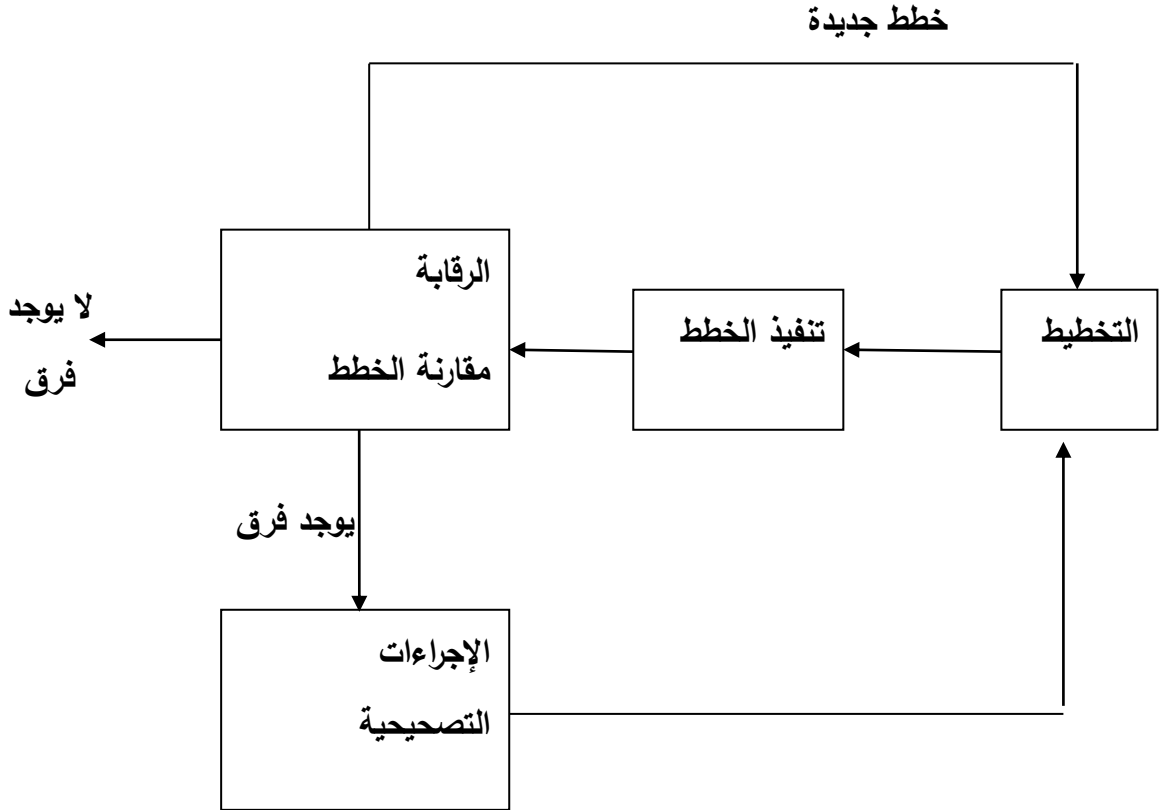 خطط جديدة
التخطيط
تنفيذ الخطط
الرقابة
مقارنة الخطط
لا يوجد
فرق
يوجد فرق
الإجراءات
التصحيحية